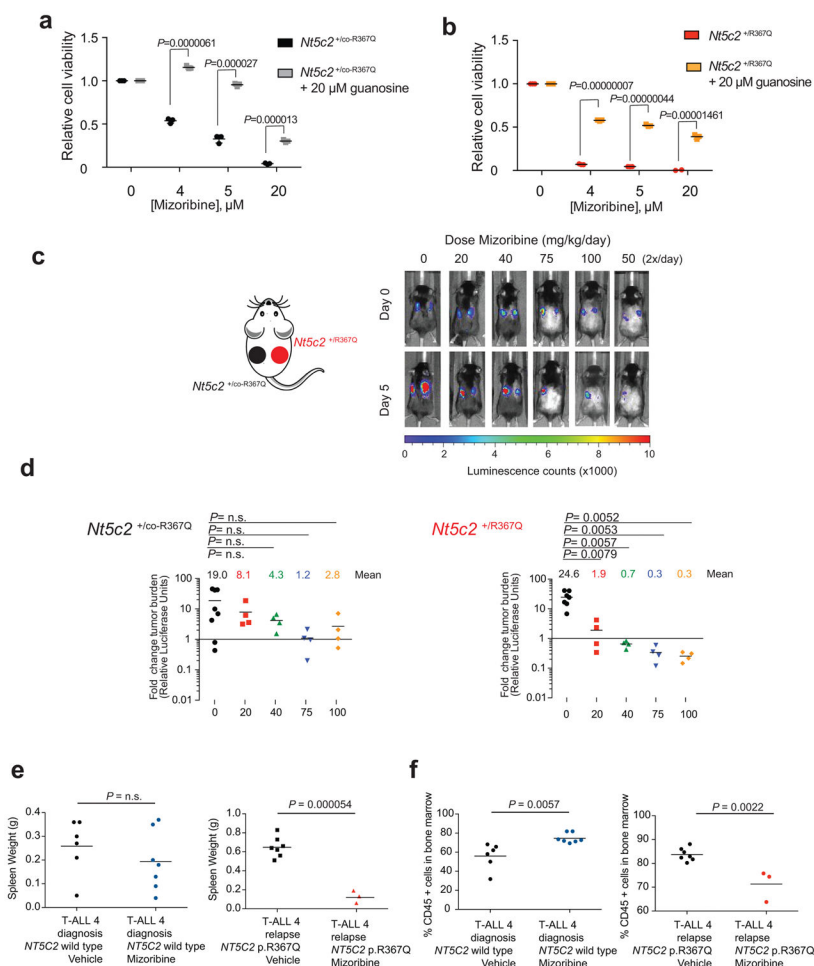 a
P=0.0000061
P=0.000027
P=0.000013
Nt5c2 +/co-R367Q
Nt5c2 +/co-R367Q
+ 20 µM guanosine
Relative cell viability
1.5
1.0
0.5
0
0 4 5 20
[Mizoribine], µM
b
P=0.00000007
P=0.00000044
P=0.00001461
Nt5c2 +/R367Q
Nt5c2 +/R367Q
+ 20 µM guanosine
Relative cell viability
1.5
1.0
0.5
0
0 4 5 20
[Mizoribine], µM
c
Nt5c2 +/R367Q
Nt5c2 +/co-R367Q
Dose Mizoribine (mg/kg/day)
0 20 40 75 100 50 (2x/day)
Day 0
Day 5
0 2 4 6 8 10
Luminescence counts (x1000)
d
Nt5c2 +/co-R367Q
P= n.s.
P= n.s.
P= n.s.
P= n.s.
19.0 8.1 4.3 1.2 2.8 Mean
Fold change tumor burden
(Relative Luciferase Units)
100
10
1
0.1
0.01
0 20 40 75 100
Nt5c2 +/R367Q
P= 0.0052
P= 0.0053
P= 0.0057
P= 0.0079
24.6 1.9 0.7 0.3 0.3 Mean
Fold change tumor burden
(Relative Luciferase Units)
100
10
1
0.1
0.01
0 20 40 75 100
e
P = n.s.
Spleen Weight (g)
0.4
0.3
0.2
0.1
0.0
T-ALL 4 T-ALL 4
diagnosis diagnosis
NT5C2 wild type NT5C2 wild type
Vehicle Mizoribine
P = 0.000054
Spleen Weight (g)
1.0
0.8
0.6
0.4
0.2
0.0
T-ALL 4 T-ALL 4
relapse relapse
NT5C2 p.R367Q NT5C2 p.R367Q
Vehicle Mizoribine
f
P = 0.0057
% CD45 + cells in bone marrow
100
80
60
40
20
0
T-ALL 4 T-ALL 4
diagnosis diagnosis
NT5C2 wild type NT5C2 wild type
Vehicle Mizoribine
P = 0.0022
% CD45 + cells in bone marrow
100
90
80
70
60
T-ALL 4 T-ALL 4
relapse relapse
NT5C2 p.R367Q NT5C2 p.R367Q
Vehicle Mizoribine